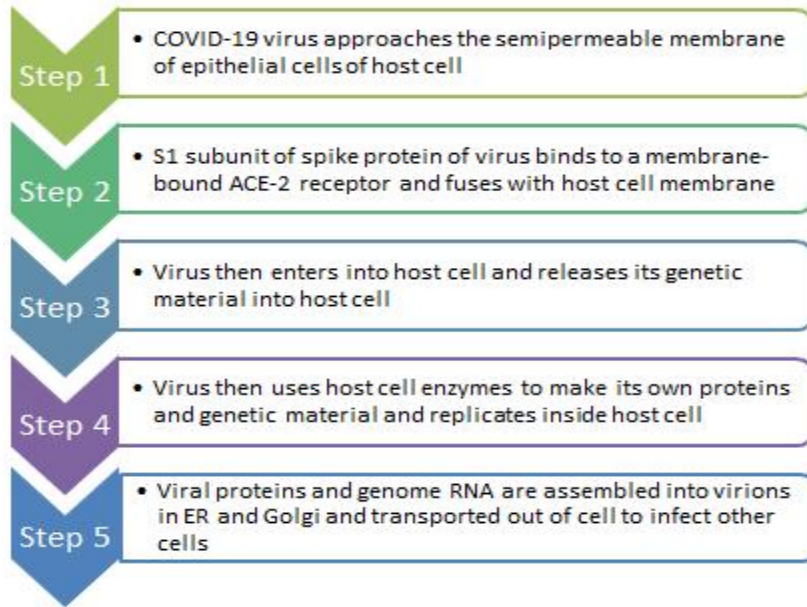 Step 1
• COVID-19 virus approaches the semipermeable membrane
of epithelial cells of host cell
Step 2
• S1 subunit of spike protein of virus binds to a membrane-
bound ACE-2 receptor and fuses with host cell membrane
Step 3
• Virus then enters into host cell and releases its genetic
material into host cell
Step 4
• Virus then uses host cell enzymes to make its own proteins
and genetic material and replicates inside host cell
Step 5
• Viral proteins and genome RNA are assembled into virions
in ER and Golgi and transported out of cell to infect other
cells